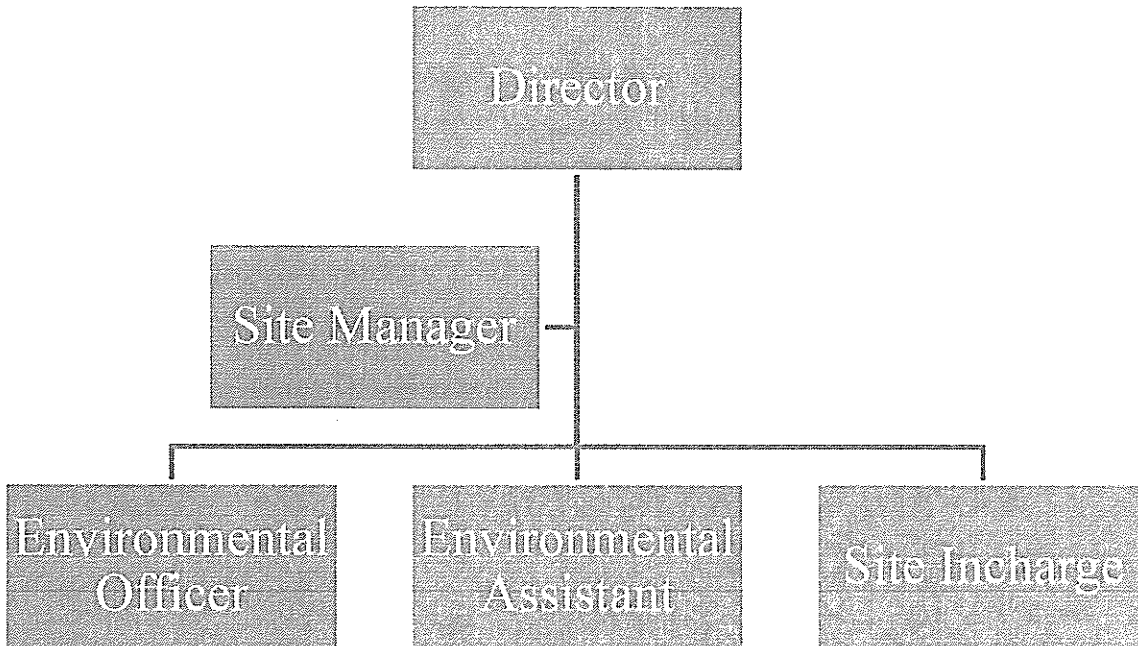 Director
Site Manager
Environmental
Officer
Environmental
Assistant
Site Incharge